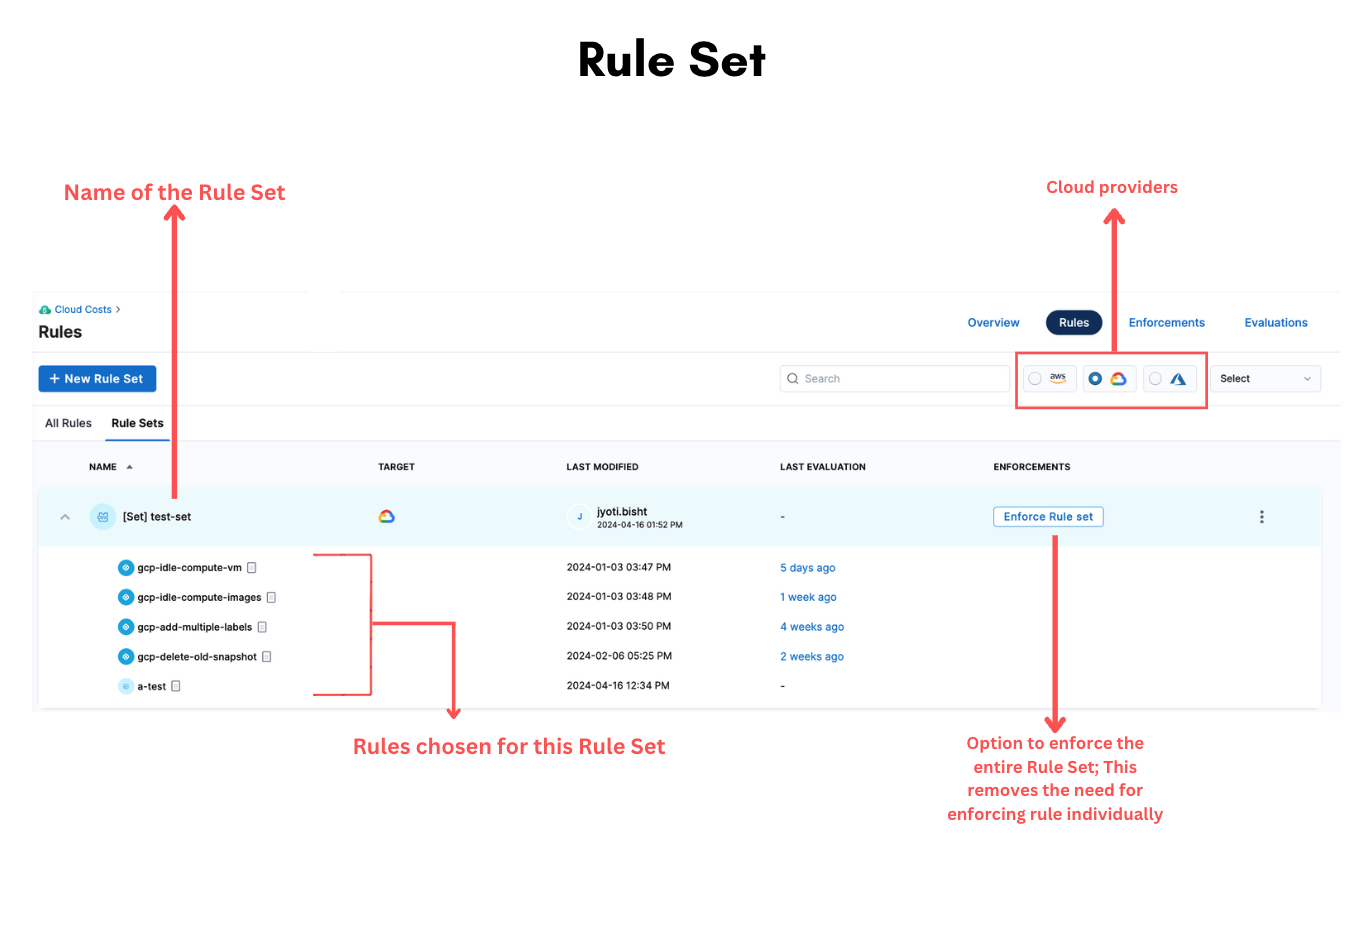 Rule Set
Name of the Rule Set
Cloud providers
Cloud Costs
Rules
Overview
Rules
Enforcements
Evaluations
+ New Rule Set
Search
aws
Select
All Rules
Rule Sets
NAME
TARGET
LAST MODIFIED
LAST EVALUATION
ENFORCEMENTS
[Set] test-set
J
jyoti.bisht
2024-04-16 01:52 PM
-
Enforce Rule set
gcp-idle-compute-vm
2024-01-03 03:47 PM
5 days ago
gcp-idle-compute-images
2024-01-03 03:48 PM
1 week ago
gcp-add-multiple-labels
2024-01-03 03:50 PM
4 weeks ago
gcp-delete-old-snapshot
2024-02-06 05:25 PM
2 weeks ago
a-test
2024-04-16 12:34 PM
-
Rules chosen for this Rule Set
Option to enforce the
entire Rule Set; This
removes the need for
enforcing rule individually